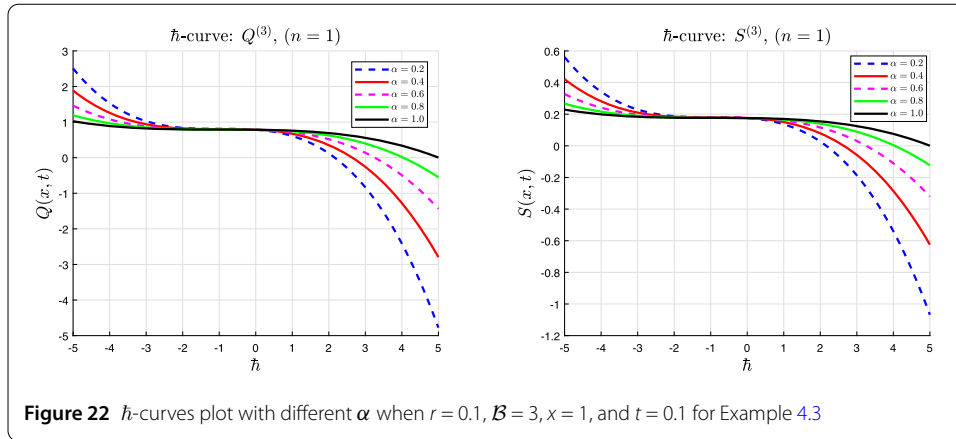 ħ-curve: Q^(3), (n = 1)
3
2
1
0
-1
-2
-3
-4
-5
Q(x, t)
-5 -4 -3 -2 -1 0 1 2 3 4 5
ħ
α = 0.2
α = 0.4
α = 0.6
α = 0.8
α = 1.0
ħ-curve: S^(3), (n = 1)
0.6
0.4
0.2
0
-0.2
-0.4
-0.6
-0.8
-1
-1.2
S(x, t)
-5 -4 -3 -2 -1 0 1 2 3 4 5
ħ
α = 0.2
α = 0.4
α = 0.6
α = 0.8
α = 1.0
Figure 22 ħ-curves plot with different α when r = 0.1, ℬ = 3, x = 1, and t = 0.1 for Example 4.3